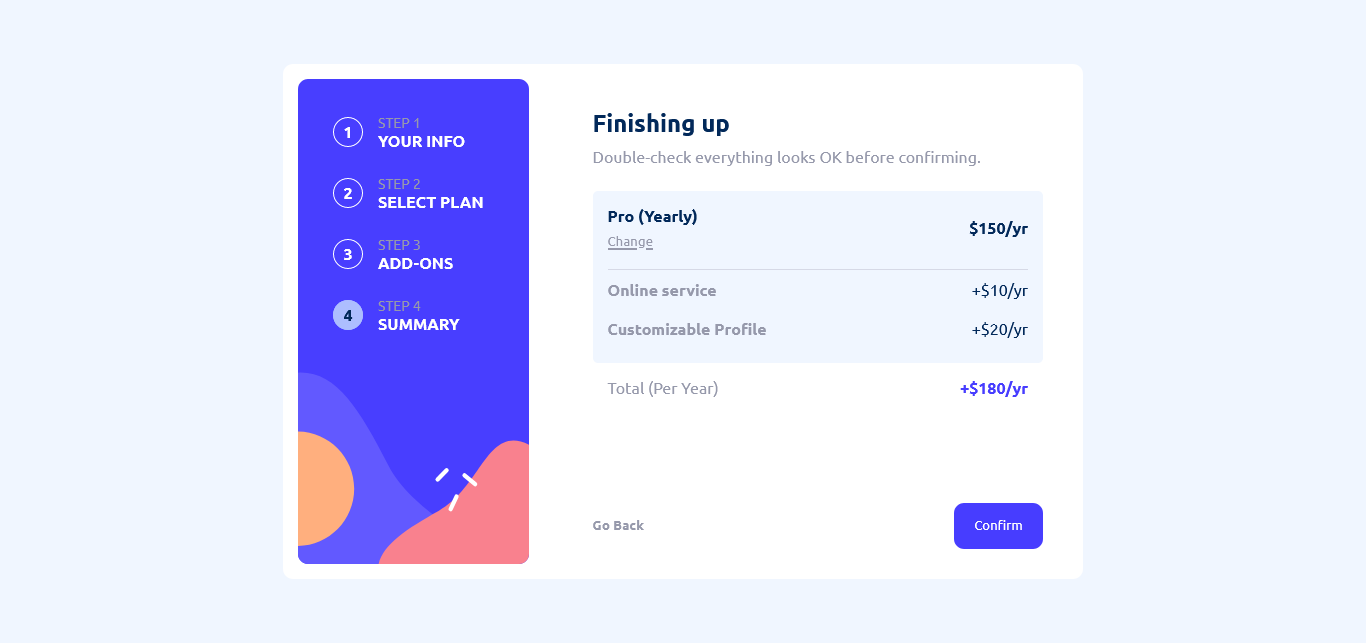 1
STEP 1
YOUR INFO
2
STEP 2
SELECT PLAN
3
STEP 3
ADD-ONS
4
STEP 4
SUMMARY
Finishing up
Double-check everything looks OK before confirming.
Pro (Yearly)
Change
$150/yr
Online service +$10/yr
Customizable Profile +$20/yr
Total (Per Year) +$180/yr
Go Back
Confirm